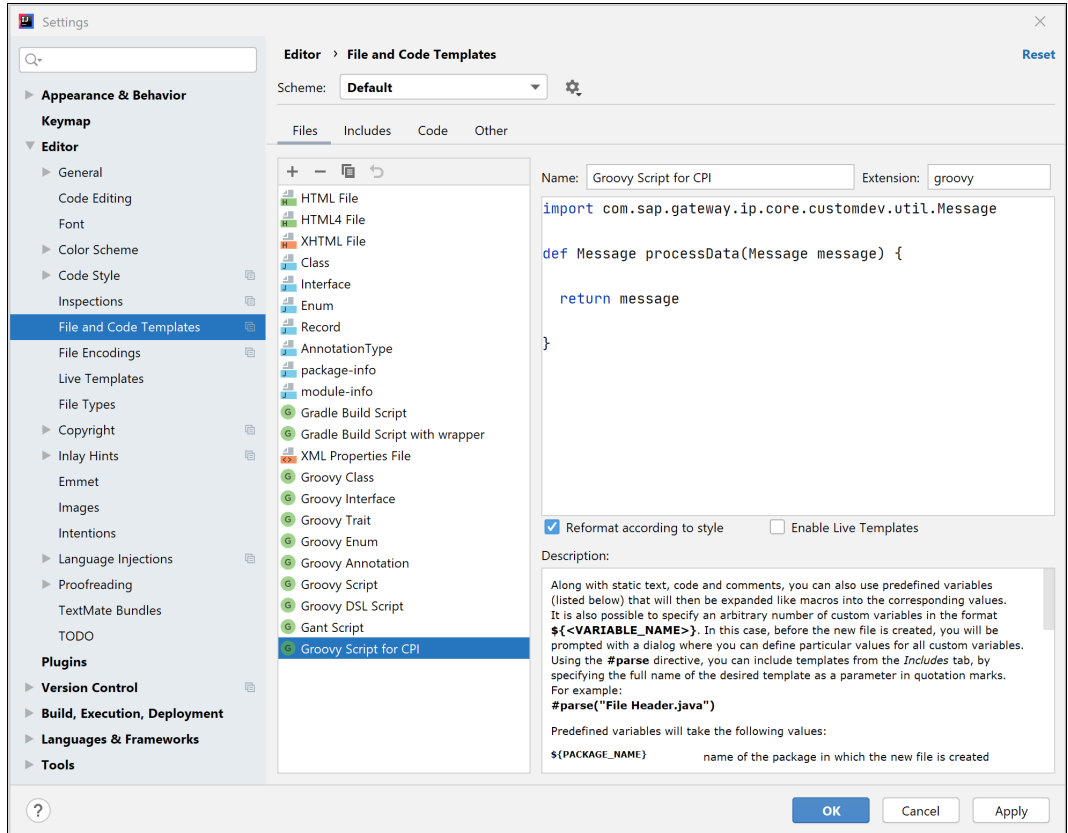 Settings
Appearance & Behavior
Keymap
Editor
General
Code Editing
Font
Color Scheme
Code Style
Inspections
File and Code Templates
File Encodings
Live Templates
File Types
Copyright
Inlay Hints
Emmet
Images
Intentions
Language Injections
Proofreading
TextMate Bundles
TODO
Plugins
Version Control
Build, Execution, Deployment
Languages & Frameworks
Tools
Editor › File and Code Templates
Reset
Scheme: Default
Files Includes Code Other
HTML File
HTML4 File
XHTML File
Class
Interface
Enum
Record
AnnotationType
package-info
module-info
Gradle Build Script
Gradle Build Script with wrapper
XML Properties File
Groovy Class
Groovy Interface
Groovy Trait
Groovy Enum
Groovy Annotation
Groovy Script
Groovy DSL Script
Gant Script
Groovy Script for CPI
Name: Groovy Script for CPI Extension: groovy
import com.sap.gateway.ip.core.customdev.util.Message
def Message processData(Message message) {
return message
}
Reformat according to style Enable Live Templates
Description:
Along with static text, code and comments, you can also use predefined variables
(listed below) that will then be expanded like macros into the corresponding values.
It is also possible to specify an arbitrary number of custom variables in the format
${<VARIABLE_NAME>}. In this case, before the new file is created, you will be
prompted with a dialog where you can define particular values for all custom variables.
Using the #parse directive, you can include templates from the Includes tab, by
specifying the full name of the desired template as a parameter in quotation marks.
For example:
#parse("File Header.java")
Predefined variables will take the following values:
${PACKAGE_NAME} name of the package in which the new file is created
? OK Cancel Apply